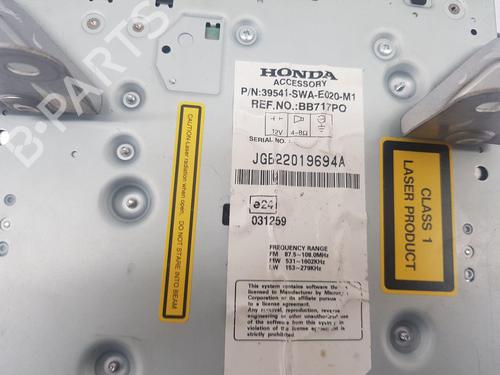 HONDA
ACCESSORY
P/N:39541-SWA-E020-M1
REF.NO.:BB717PO
12V 4-8Ω
SERIAL NO.
JGB22019694A
e24
031259
FREQUENCY RANGE
FM 87.5-108.0MHz
MW 531-1602KHz
LW 153-279KHz
This system contains software
licensed to Manufacturer by
Corporation or its affiliate pursuant
to a license agreement.
Any removal, reproduction, reverse
engineering or other unauthorized use
of the software from this system in
violation of the license agreement is
strictly prohibited.
CAUTION-Laser
radiation when open.
DO NOT STARE INTO BEAM
CLASS 1
LASER PRODUCT